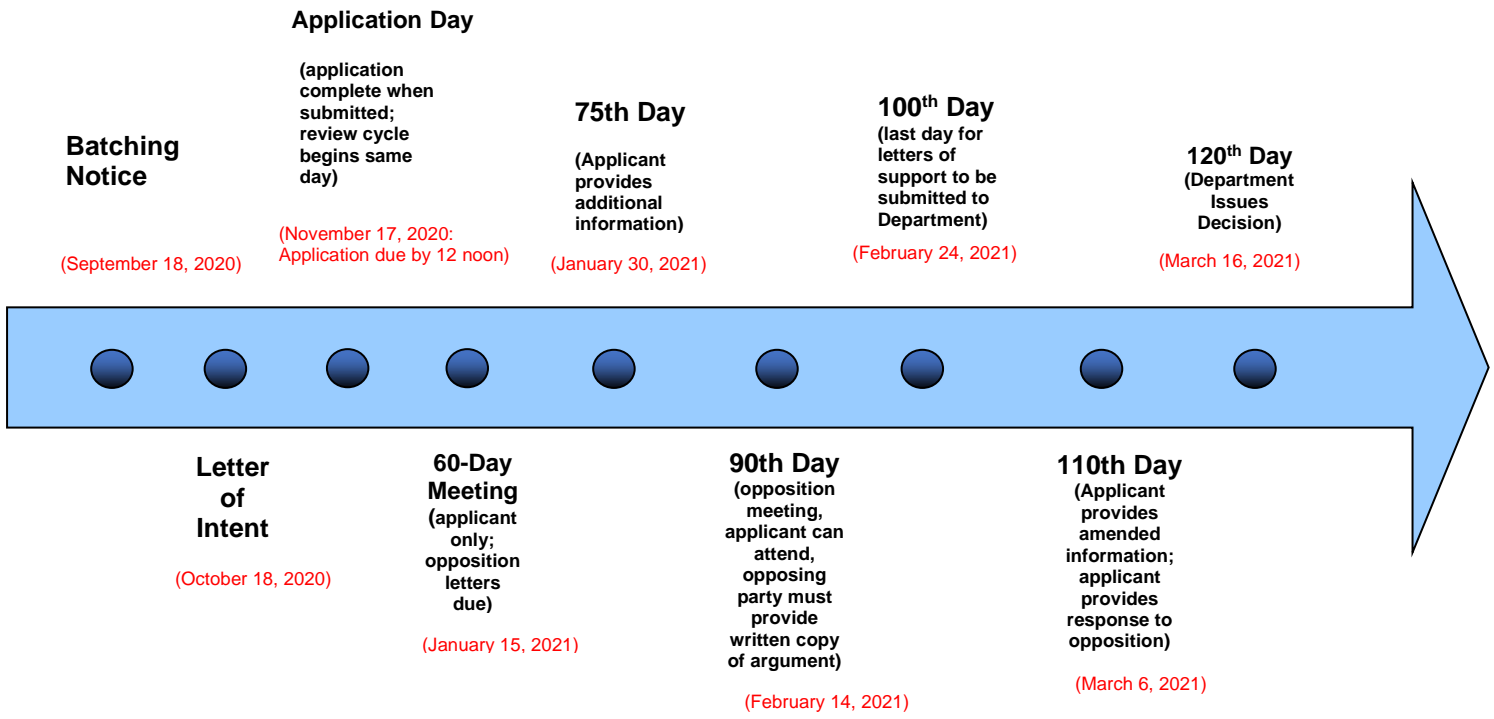 Batching
Notice
(September 18, 2020)
Letter
of
Intent
(October 18, 2020)
Application Day
(application
complete when
submitted;
review cycle
begins same
day)
(November 17, 2020:
Application due by 12 noon)
60-Day
Meeting
(applicant
only;
opposition
letters
due)
(January 15, 2021)
75th Day
(Applicant
provides
additional
information)
(January 30, 2021)
90th Day
(opposition
meeting,
applicant can
attend,
opposing
party must
provide
written copy
of argument)
(February 14, 2021)
100th Day
(last day for
letters of
support to be
submitted to
Department)
(February 24, 2021)
110th Day
(Applicant
provides
amended
information;
applicant
provides
response to
opposition)
(March 6, 2021)
120th Day
(Department
Issues
Decision)
(March 16, 2021)